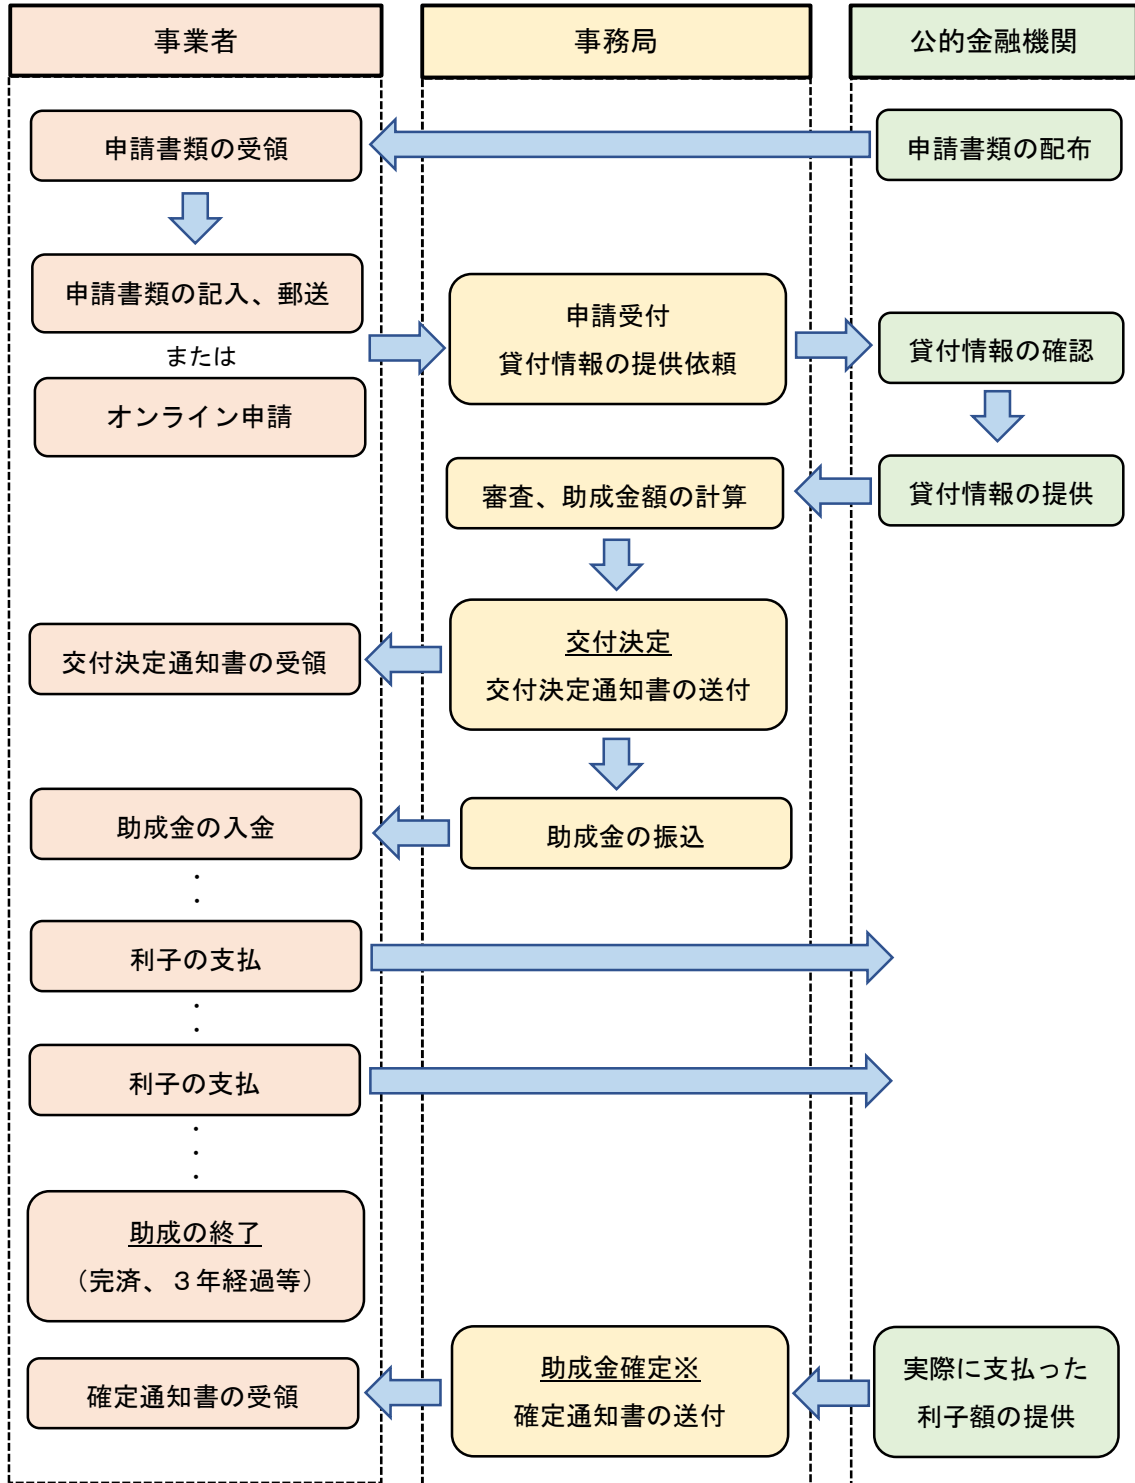 事業者
事務局
公的金融機関
申請書類の受領
申請書類の配布
申請書類の記入、郵送
または
オンライン申請
申請受付
貸付情報の提供依頼
貸付情報の確認
審査、助成金額の計算
貸付情報の提供
交付決定通知書の受領
交付決定
交付決定通知書の送付
助成金の入金
助成金の振込
・
・
利子の支払
・
・
利子の支払
・
・
・
助成の終了
（完済、３年経過等）
確定通知書の受領
助成金確定※
確定通知書の送付
実際に支払った
利子額の提供